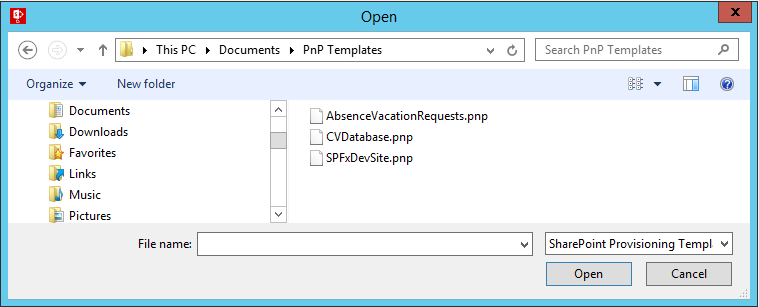 Open
This PC Documents PnP Templates
Search PnP Templates
Organize New folder
Documents
Downloads
Favorites
Links
Music
Pictures
AbsenceVacationRequests.pnp
CVDatabase.pnp
SPFxDevSite.pnp
File name:
SharePoint Provisioning Templ
Open Cancel